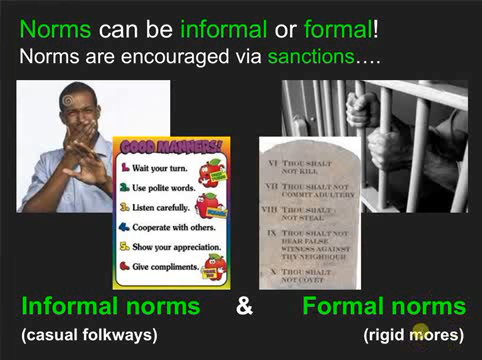 Norms can be informal or formal!
Norms are encouraged via sanctions....
GOOD MANNERS!
1. Wait your turn.
2. Use polite words.
3. Listen carefully.
4. Cooperate with others.
5. Show your appreciation.
6. Give compliments.
VI THOU SHALT
NOT KILL
VII THOU SHALT NOT
COMMIT ADULTERY
VIII THOU SHALT
NOT STEAL
IX THOU SHALT NOT
BEAR FALSE
WITNESS AGAINST
THY NEIGHBOUR
X THOU SHALT
NOT COVET
Informal norms & Formal norms
(casual folkways) (rigid mores)